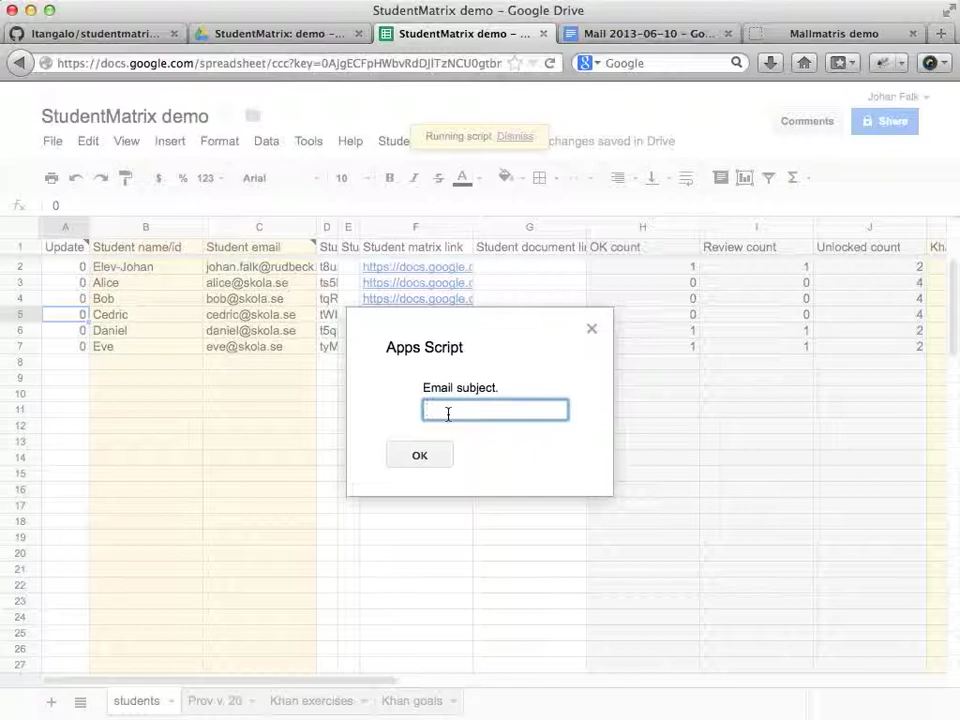 StudentMatrix demo – Google Drive
itangalo/studentmatri...
StudentMatrix: demo – ...
StudentMatrix demo – ...
Mall 2013-06-10 – Go...
Mallmatris demo
https://docs.google.com/spreadsheet/ccc?key=0AjgECFpHWbvRdDJlTzNCU0gtbr
Google
Johan Falk
StudentMatrix demo
Comments
Share
File Edit View Insert Format Data Tools Help Stude
Running script Dismiss
changes saved in Drive
$ % 123 Arial 10 B I S A Σ
fx 0
A B C D E F G H I J
1 Update Student name/id Student email Stu Stu Student matrix link Student document li OK count Review count Unlocked count Kh
2 0 Elev-Johan johan.falk@rudbeck. t8u https://docs.google.c 1 1 2
3 0 Alice alice@skola.se ts5 https://docs.google.c 0 0 4
4 0 Bob bob@skola.se tqR https://docs.google.c 0 0 4
5 0 Cedric cedric@skola.se tWl 0 0 4
6 0 Daniel daniel@skola.se t5q 1 1 2
7 0 Eve eve@skola.se tyM 1 1 2
8
9
10
11
12
13
14
15
16
17
18
19
20
21
22
23
24
25
26
27
Apps Script
Email subject.
OK
students Prov v. 20 Khan exercises Khan goals